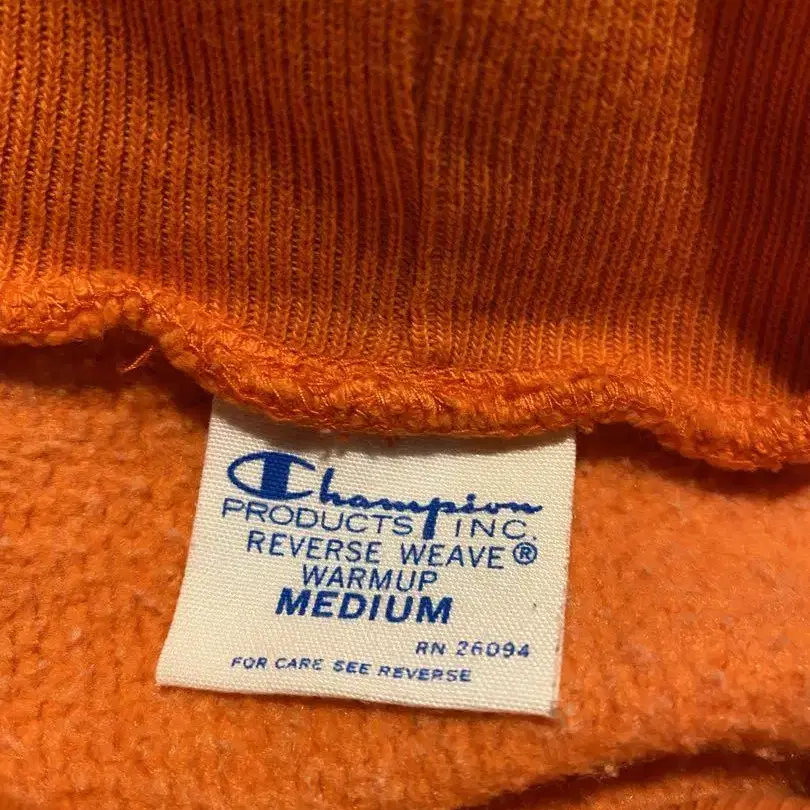 Champion
PRODUCTS INC.
REVERSE WEAVE®
WARMUP
MEDIUM
RN 26094
FOR CARE SEE REVERSE